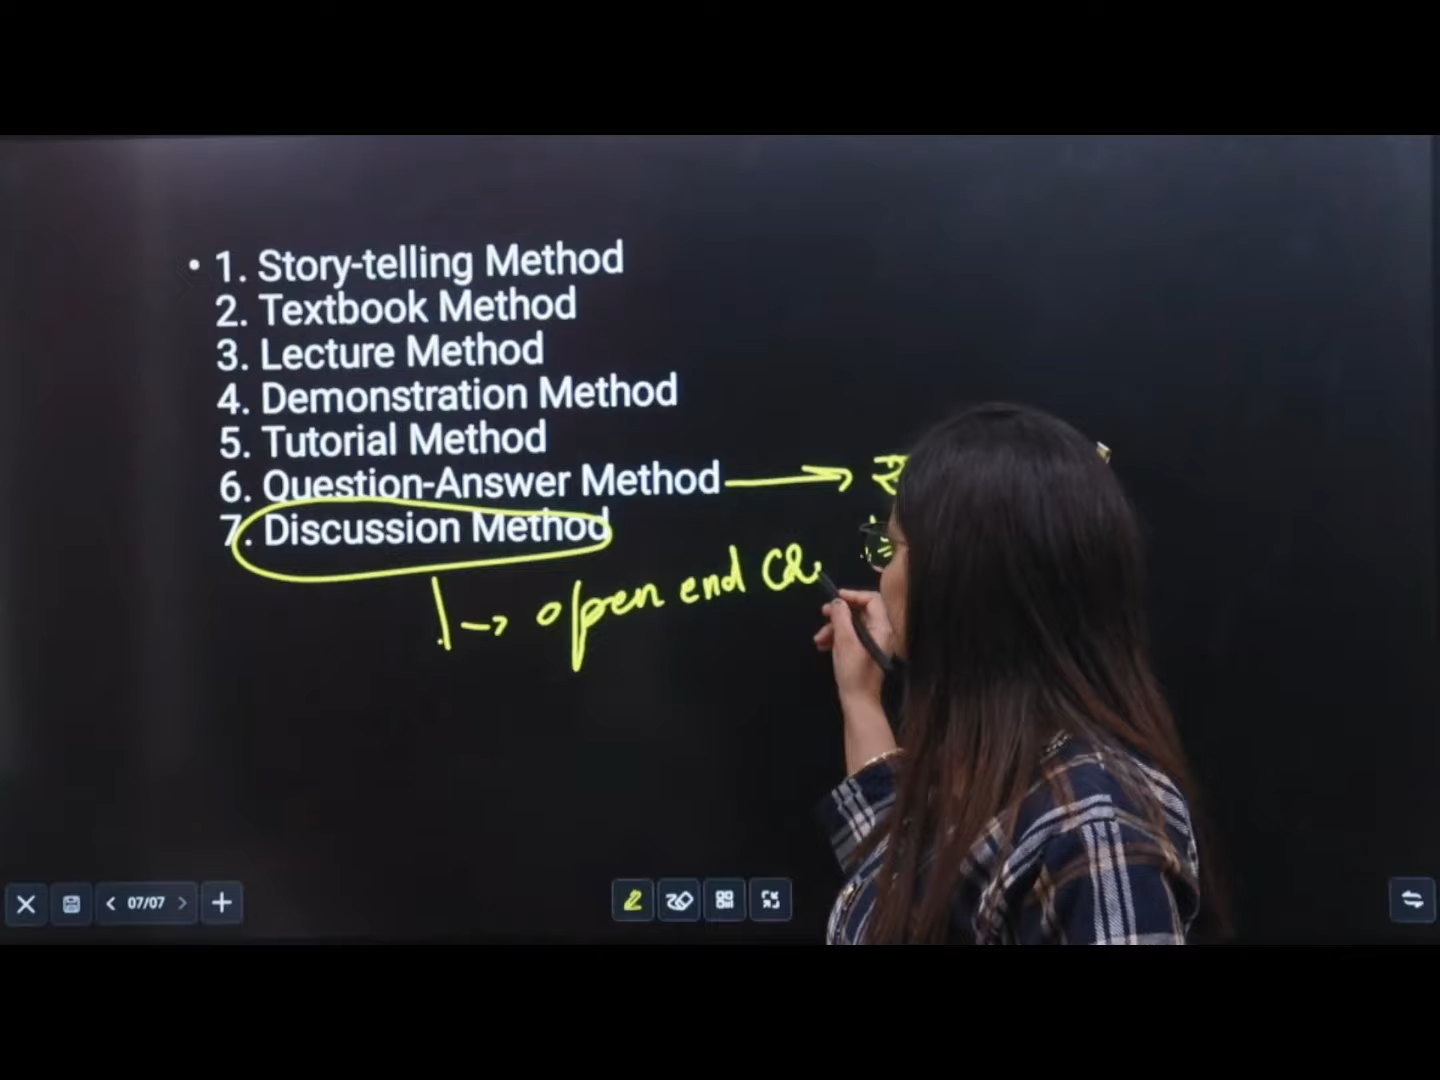 • 1. Story-telling Method
2. Textbook Method
3. Lecture Method
4. Demonstration Method
5. Tutorial Method
6. Question-Answer Method →
7. Discussion Method
→ open end Q
07/07